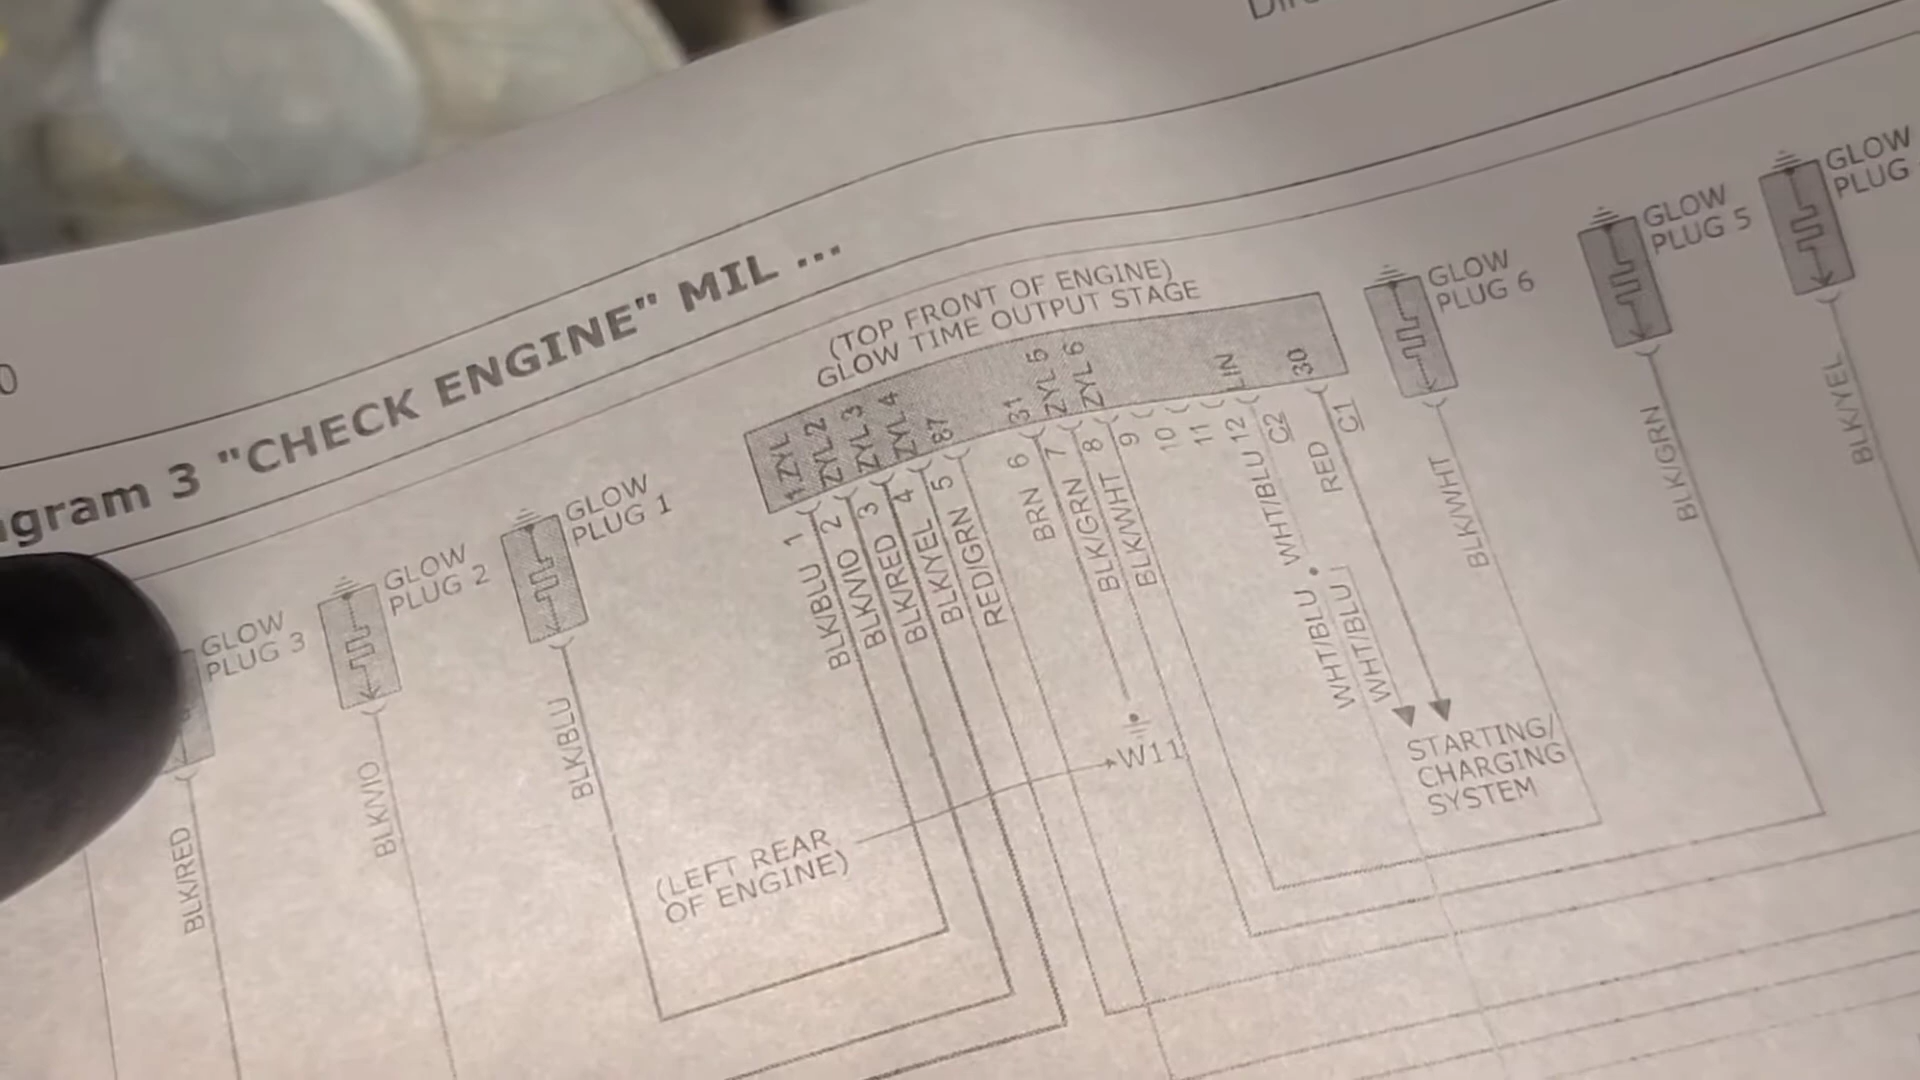 0
gram 3 "CHECK ENGINE" MIL ...
(TOP FRONT OF ENGINE)
GLOW TIME OUTPUT STAGE
1ZYL
ZYL 2
ZYL 3
ZYL 4
87
31
ZYL 5
ZYL 6
LIN
30
BLK/BLU 1
BLK/VIO 2
BLK/RED 3
BLK/YEL 4
RED/GRN 5
BRN 6
BLK/GRN 7
BLK/WHT 8
9
10
11
WHT/BLU 12
C2
RED
C1
WHT/BLU
WHT/BLU
GLOW
PLUG 3
GLOW
PLUG 2
GLOW
PLUG 1
GLOW
PLUG 6
GLOW
PLUG 5
GLOW
PLUG
BLK/RED
BLK/VIO
BLK/BLU
BLK/WHT
BLK/GRN
BLK/YEL
W11
(LEFT REAR
OF ENGINE)
STARTING/
CHARGING
SYSTEM